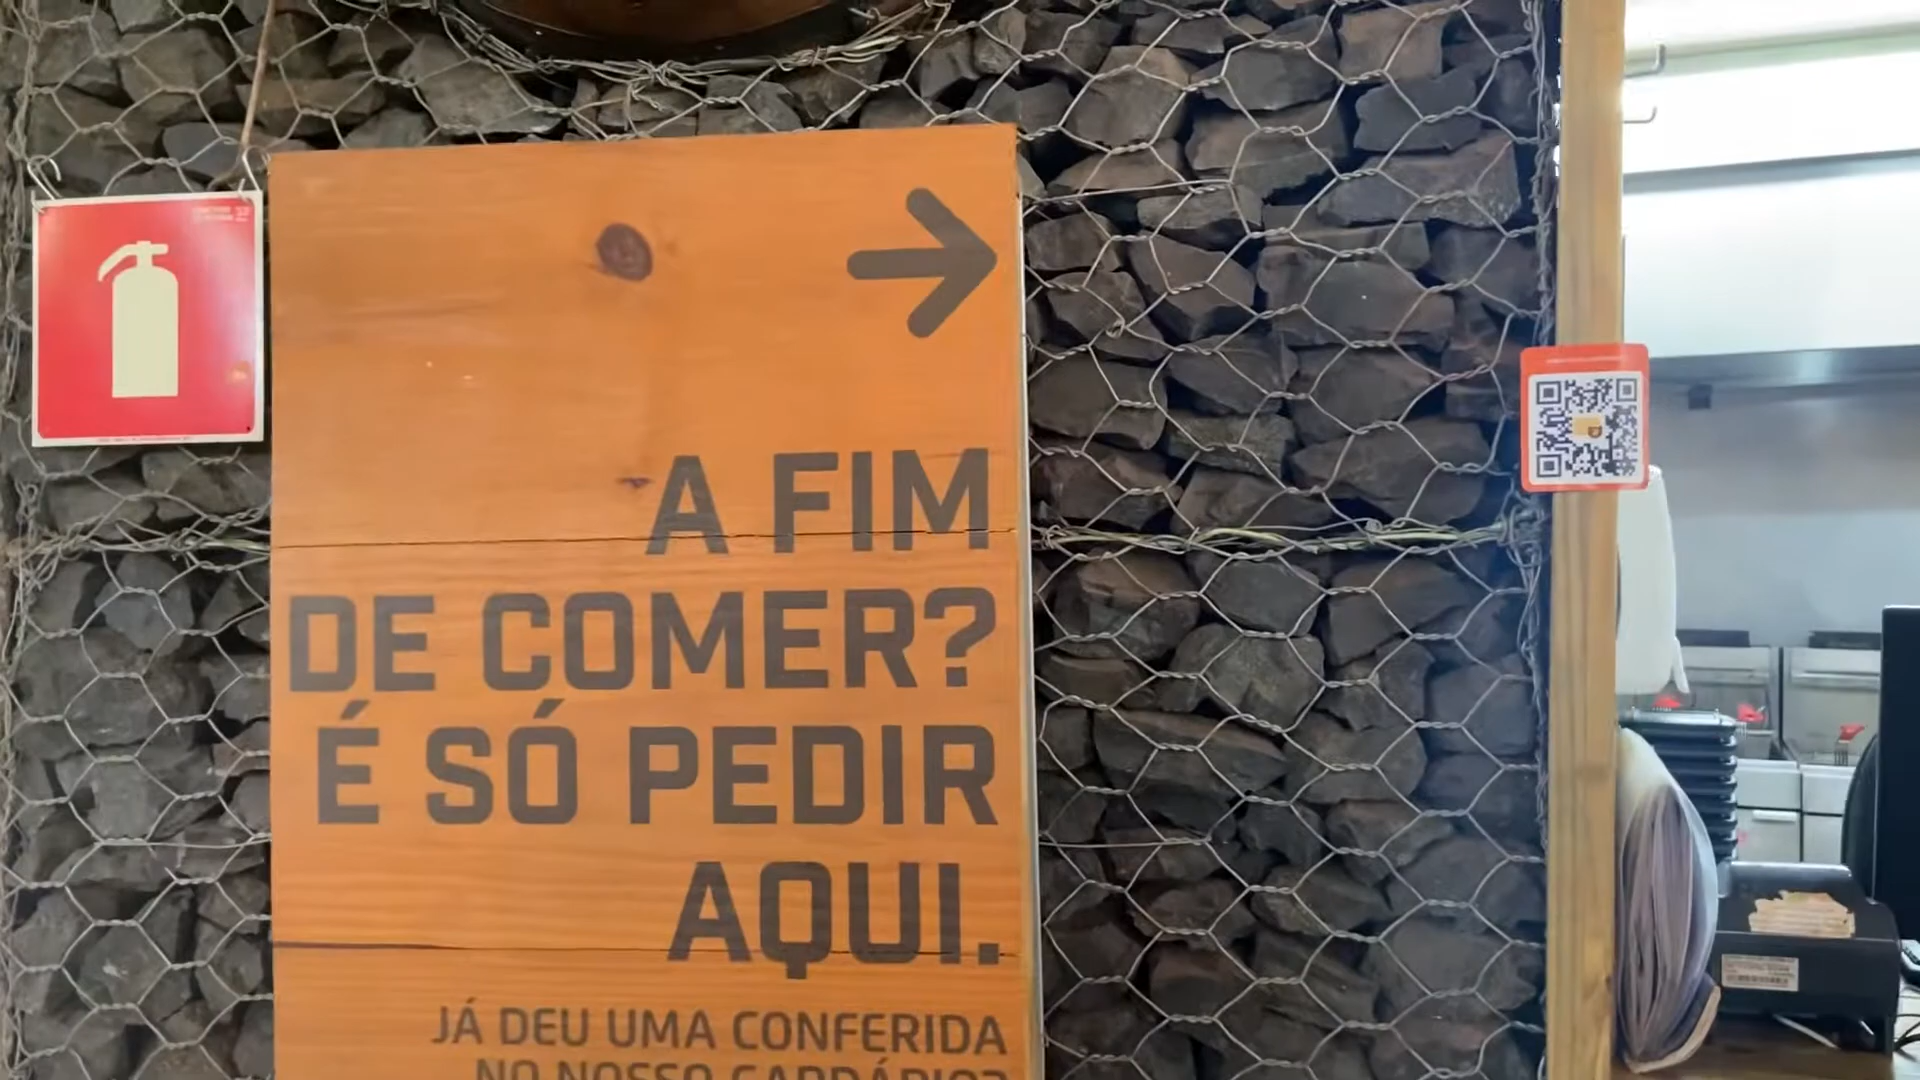 A FIM
DE COMER?
É SÓ PEDIR
AQUI.
JÁ DEU UMA CONFERIDA
NO NOSSO CARDÁPIO?